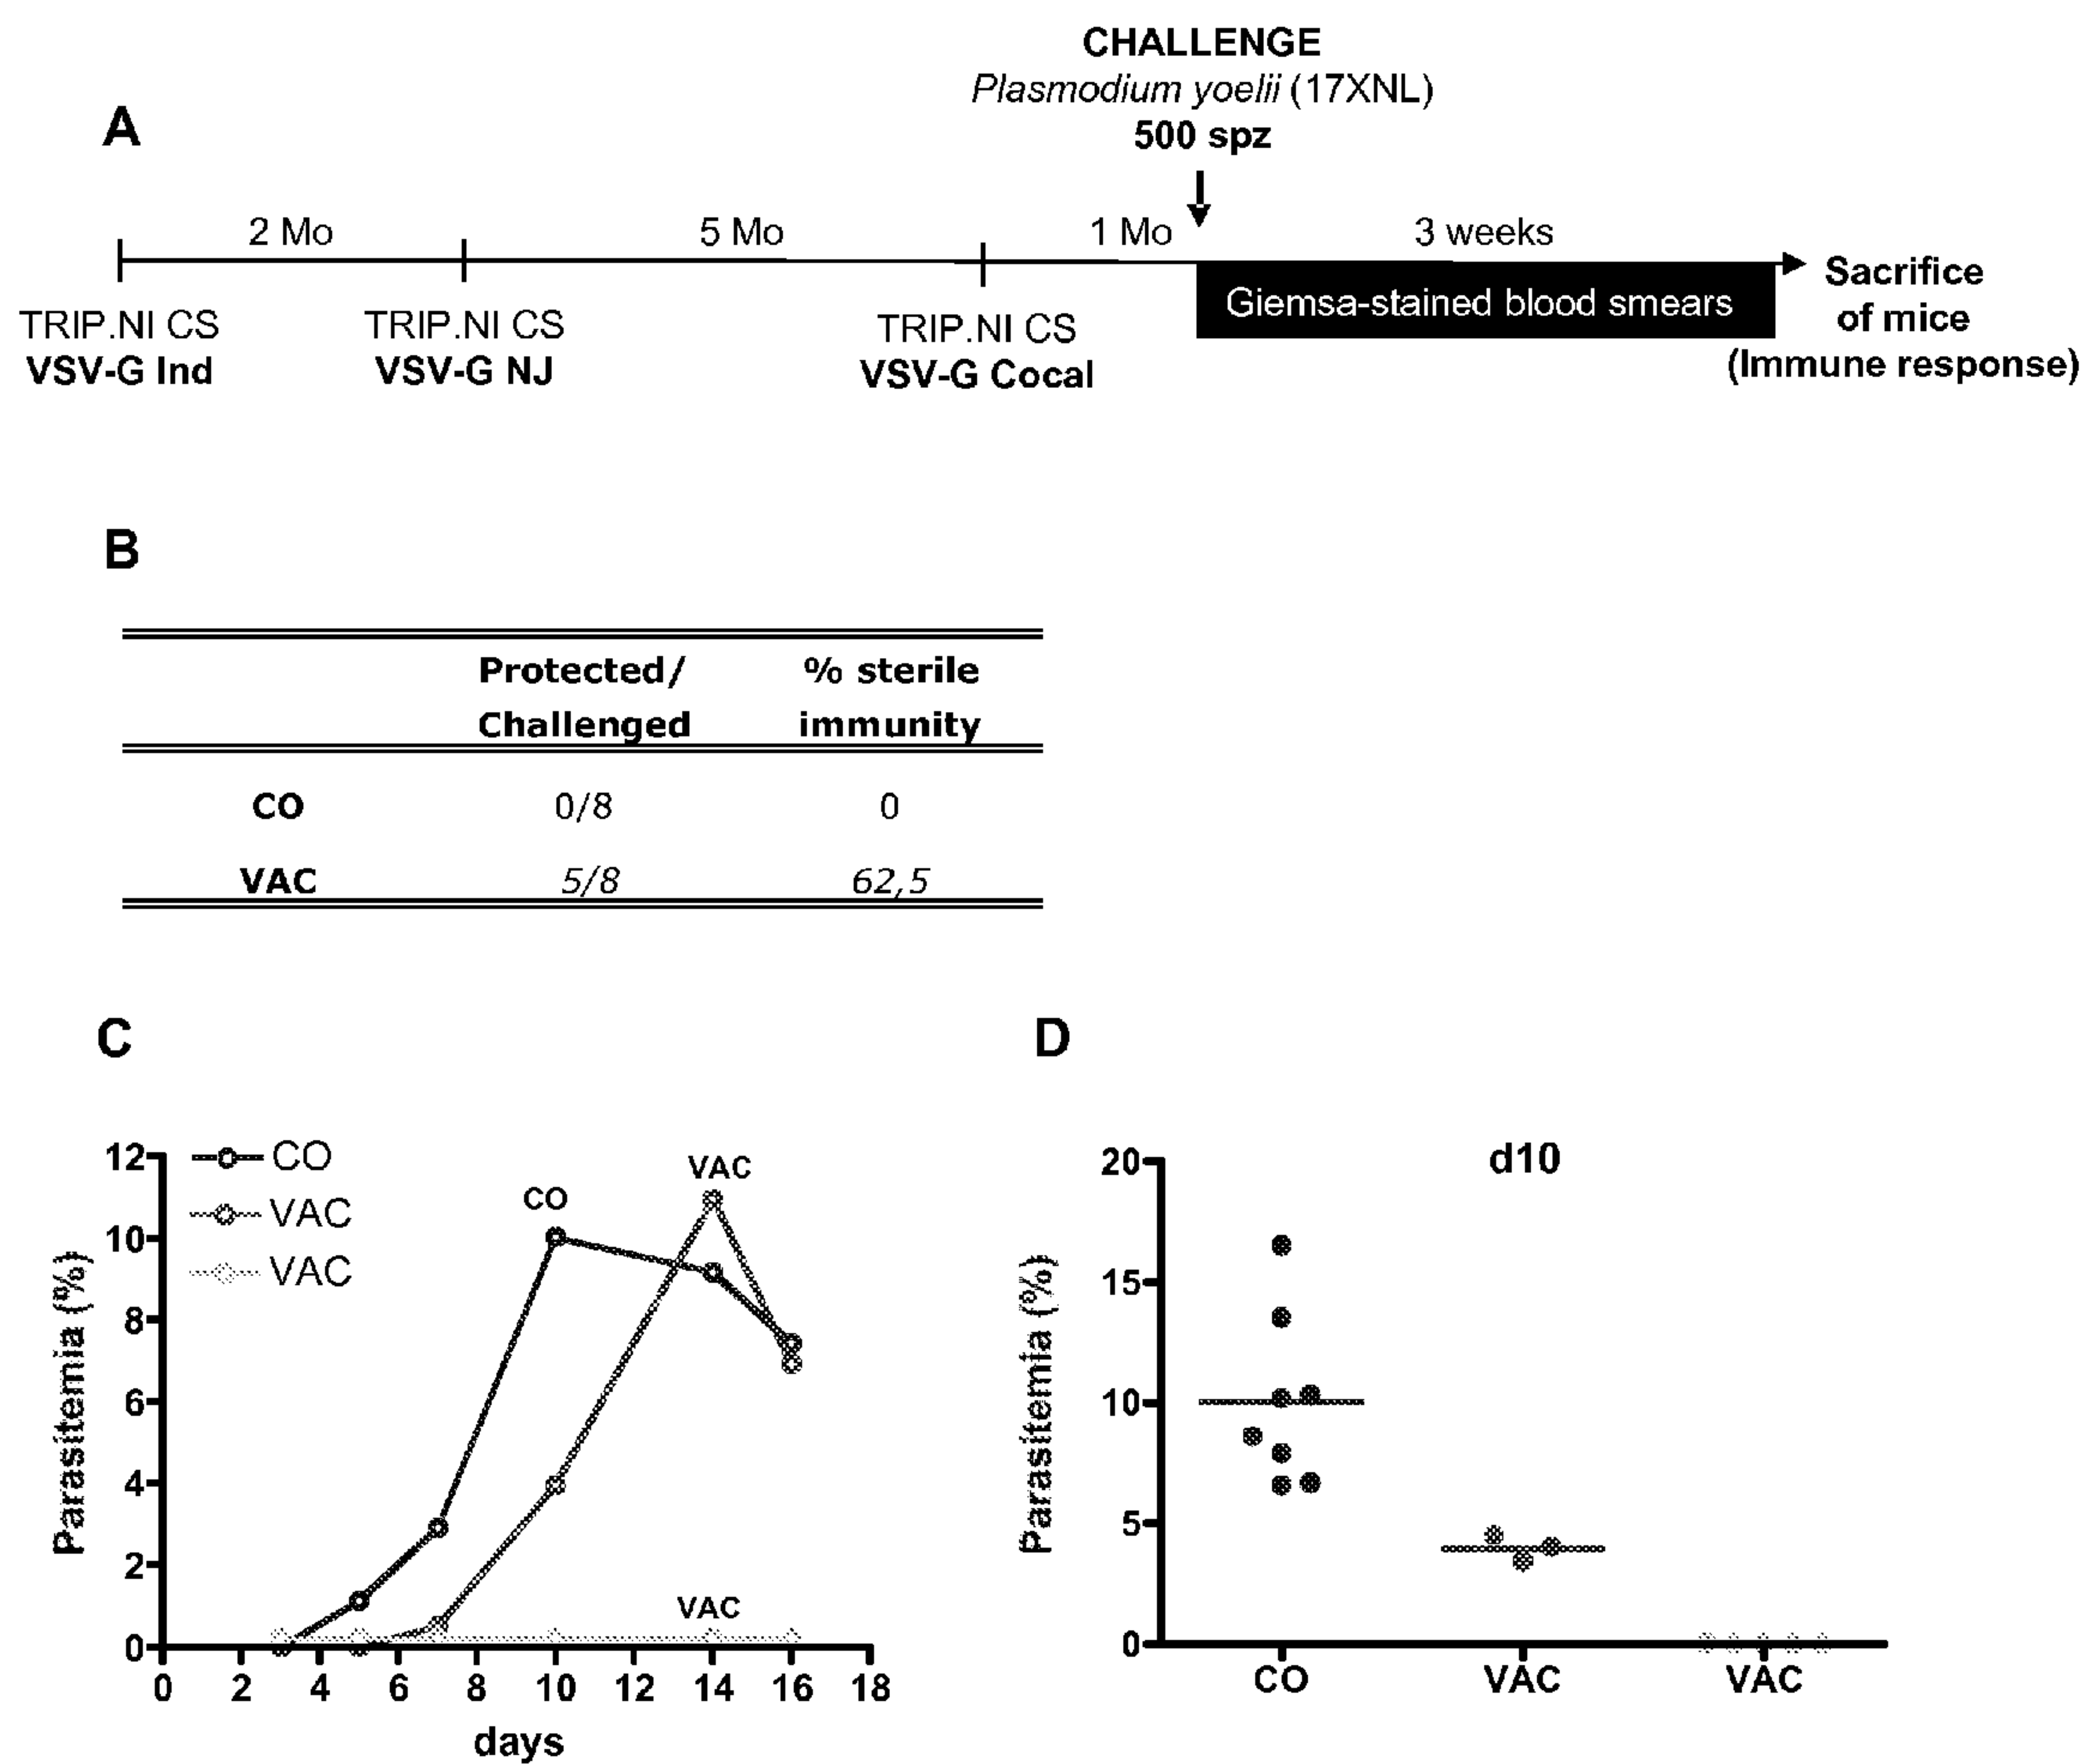 A
CHALLENGE
Plasmodium yoelii (17XNL)
500 spz
2 Mo
5 Mo
1 Mo
3 weeks
TRIP.NI CS
VSV-G Ind
TRIP.NI CS
VSV-G NJ
TRIP.NI CS
VSV-G Cocal
Giemsa-stained blood smears
Sacrifice
of mice
(Immune response)
B
Protected/
Challenged
% sterile
immunity
CO 0/8 0
VAC 5/8 62,5
C
CO
VAC
VAC
CO
VAC
VAC
Parasitemia (%)
12
10
8
6
4
2
0
0 2 4 6 8 10 12 14 16 18
days
D
d10
Parasitemia (%)
20
15
10
5
0
CO VAC VAC